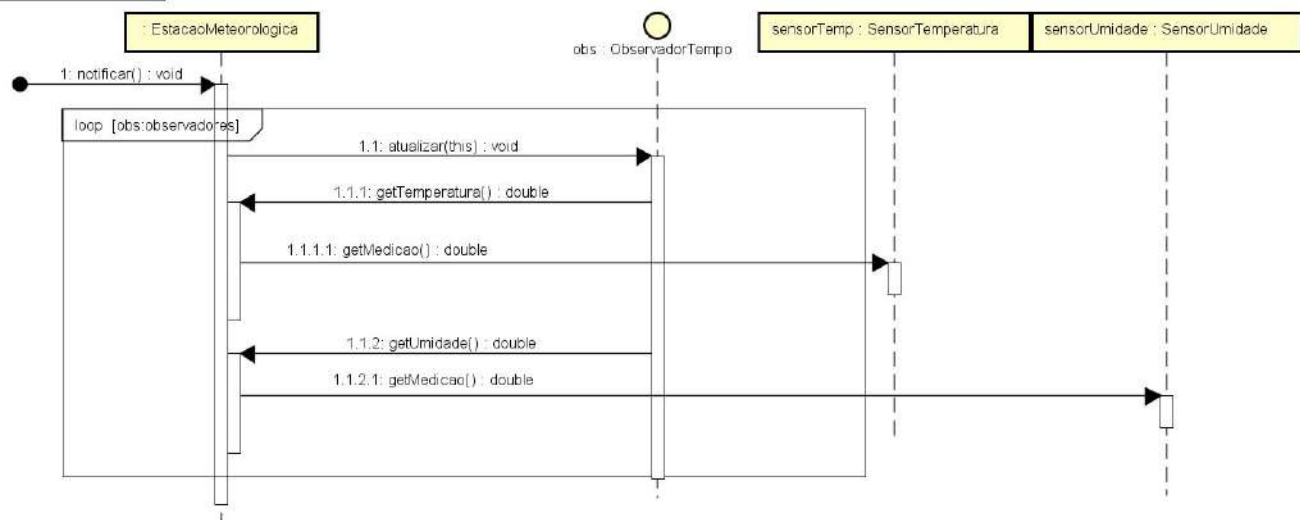 : EstacaoMeteorologica
obs : ObservadorTempo
sensorTemp : SensorTemperatura
sensorUmidade : SensorUmidade
1: notificar() : void
loop [obs:observadores]
1.1: atualizar(this) : void
1.1.1: getTemperatura() : double
1.1.1.1: getMedicao() : double
1.1.2: getUmidade() : double
1.1.2.1: getMedicao() : double